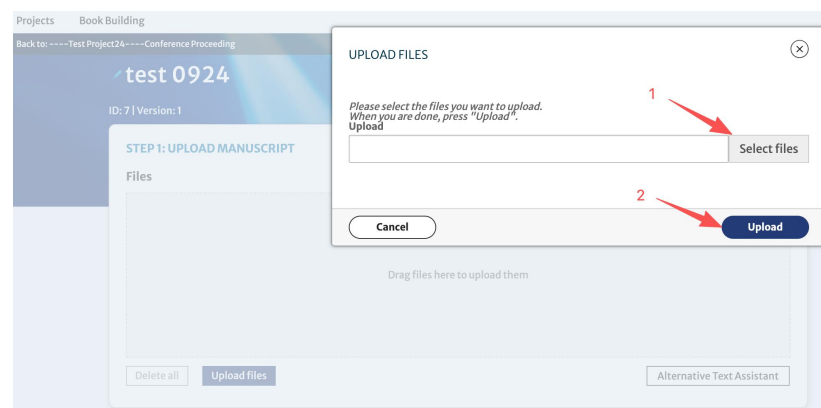 Projects Book Building
Back to: ----Test Project24----Conference Proceeding
test 0924
ID: 7 | Version: 1
STEP 1: UPLOAD MANUSCRIPT
Files
Drag files here to upload them
Delete all Upload files Alternative Text Assistant
UPLOAD FILES
Please select the files you want to upload.
When you are done, press "Upload".
Upload
1
Select files
2
Cancel Upload